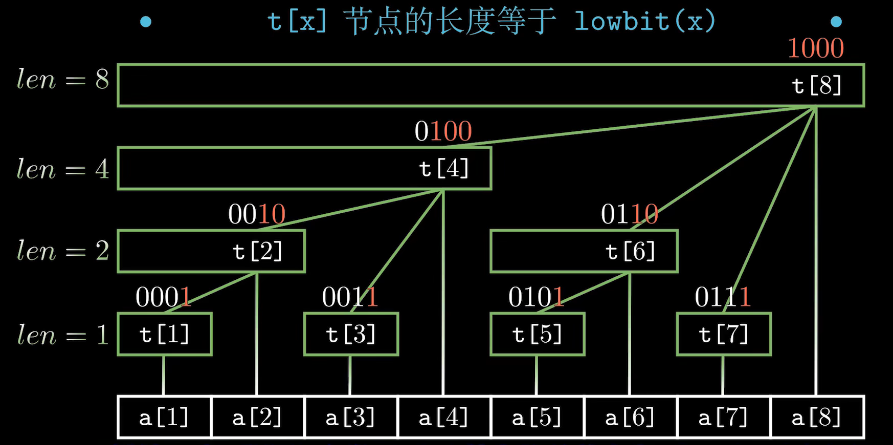 • t[x] 节点的长度等于 lowbit(x) •
1000
len = 8 t[8]
0100
len = 4 t[4]
0010 0110
len = 2 t[2] t[6]
0001 0011 0101 0111
len = 1 t[1] t[3] t[5] t[7]
a[1] a[2] a[3] a[4] a[5] a[6] a[7] a[8]